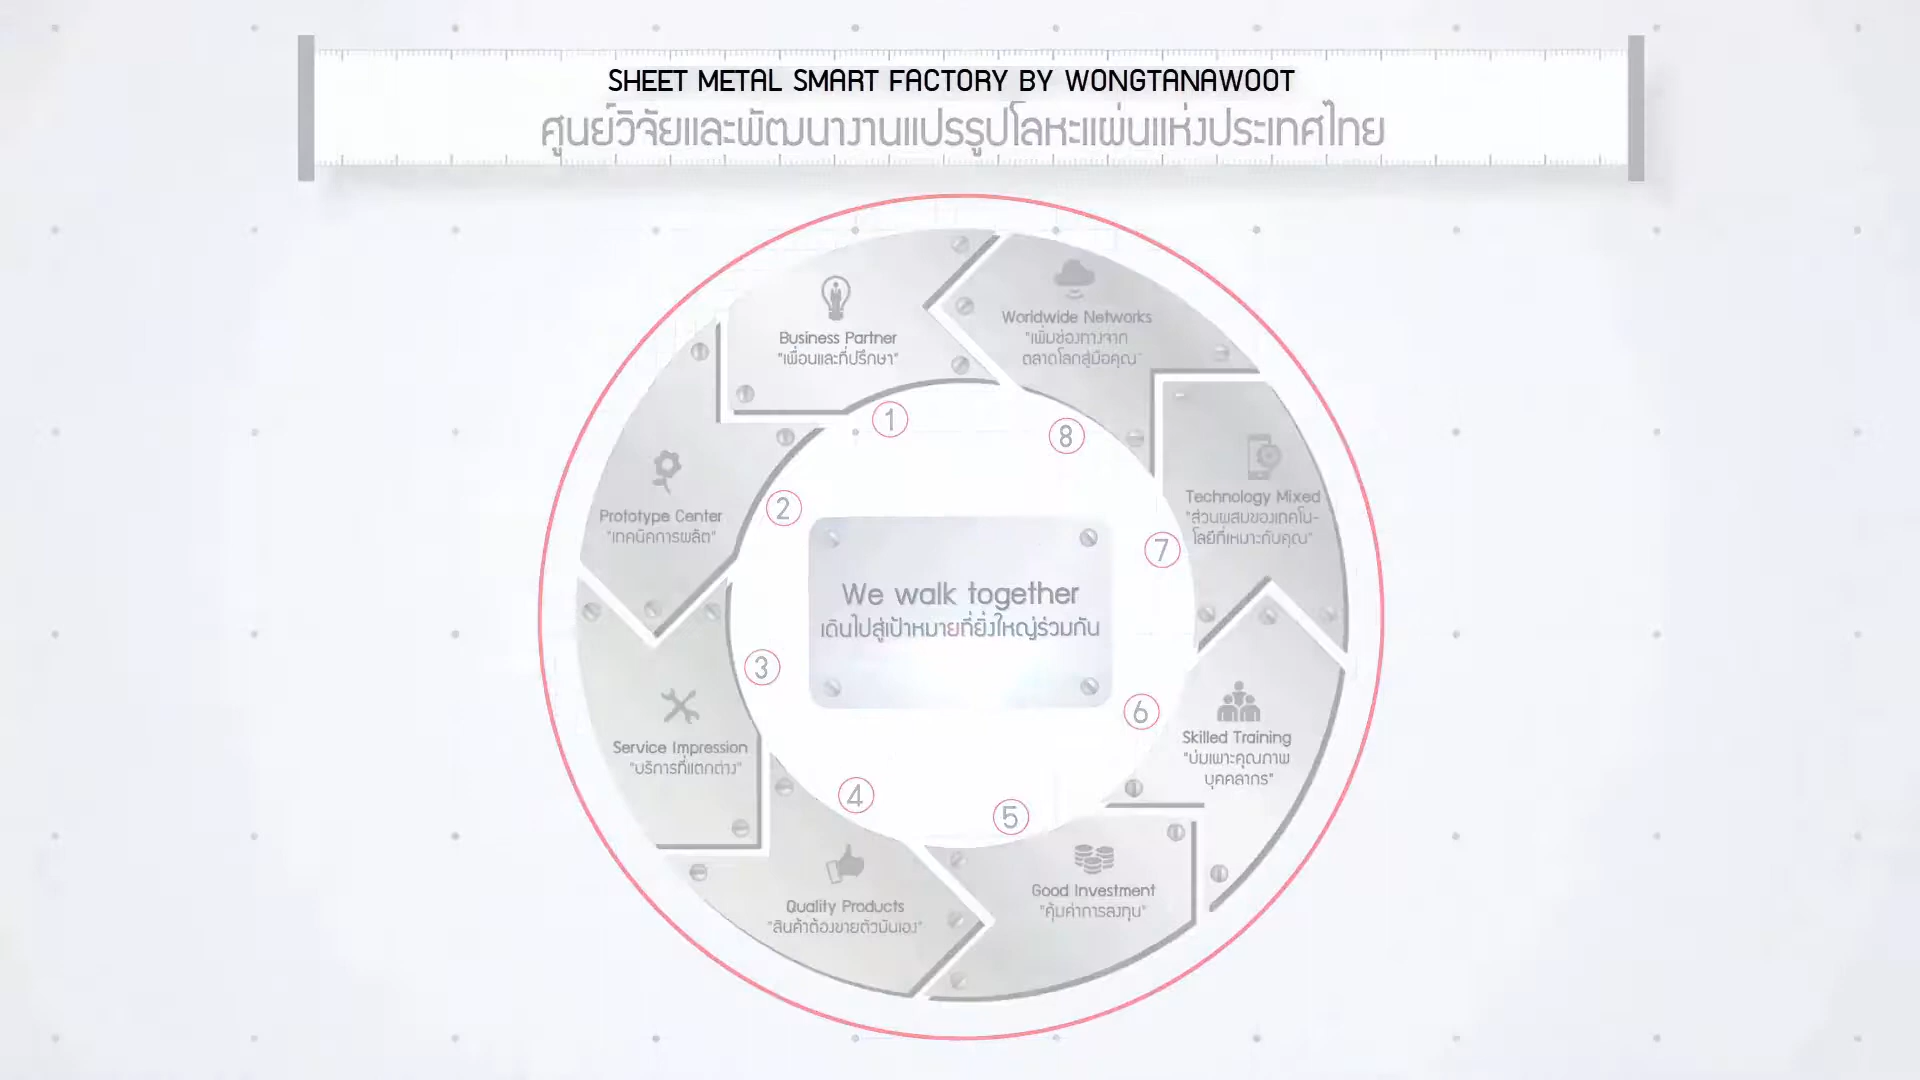 SHEET METAL SMART FACTORY BY WONGTANAWOOT
ศูนย์วิจัยและพัฒนางานแปรรูปโลหะแผ่นแห่งประเทศไทย
Business Partner
"เพื่อนและที่ปรึกษา"
1
Prototype Center
"เทคนิคการผลิต"
2
Service Impression
"บริการที่แตกต่าง"
3
Quality Products
"สินค้าต้องขายตัวมันเอง"
4
Good Investment
"คุ้มค่าการลงทุน"
5
Skilled Training
"บ่มเพาะคุณภาพ
บุคคลากร"
6
Technology Mixed
"ส่วนผสมของเทคโน-
โลยีที่เหมาะกับคุณ"
7
Worldwide Networks
"เพิ่มช่องทางจาก
ตลาดโลกสู่มือคุณ"
8
We walk together
เดินไปสู่เป้าหมายที่ยิ่งใหญ่ร่วมกัน